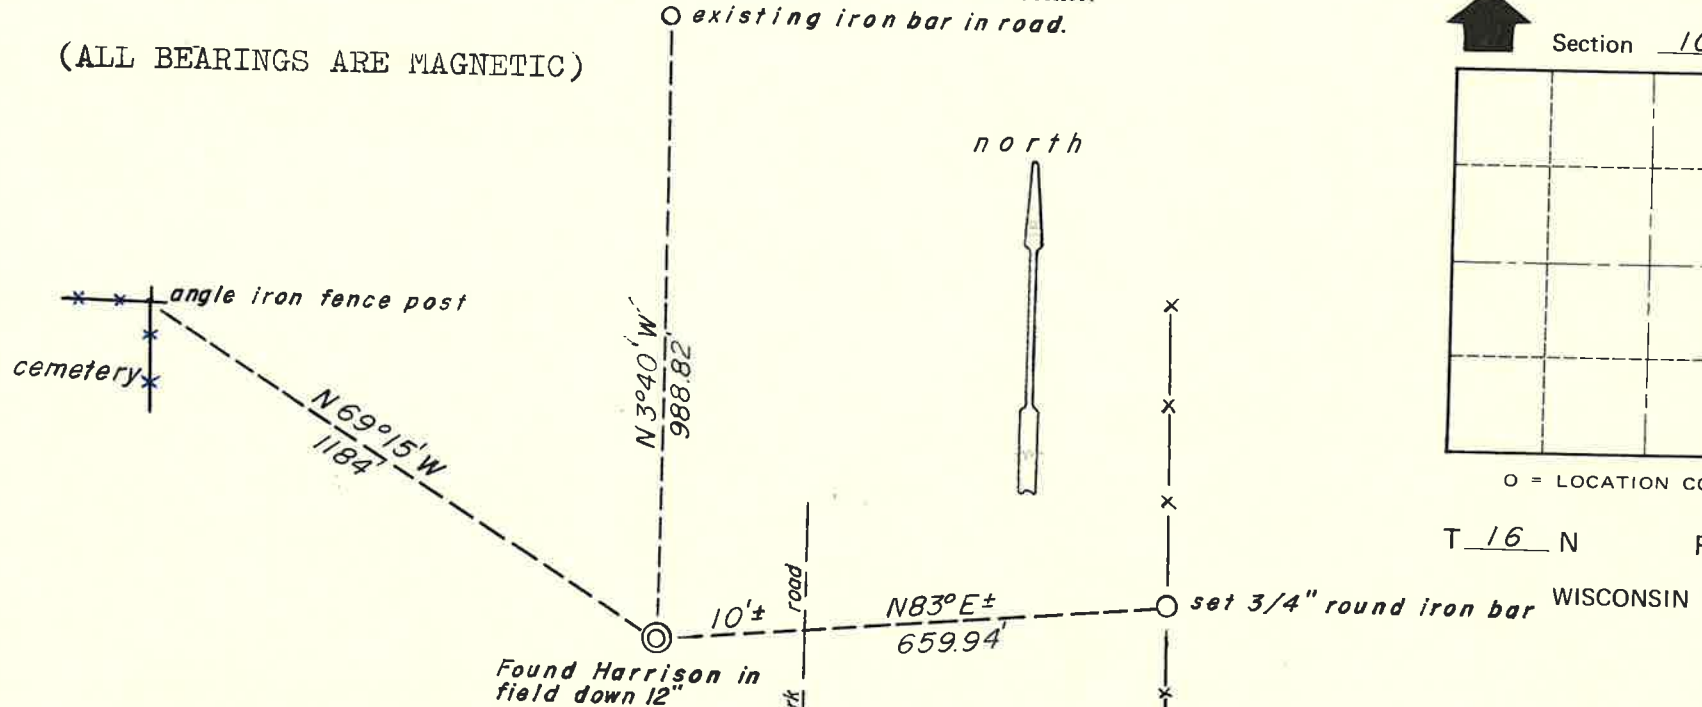 existing iron bar in road.
(ALL BEARINGS ARE MAGNETIC)
Section
north
angle iron fence post
cemetery
N 3°40' W
988.82'
N 69°15' W
1184'
O = LOCATION
T 16 N
WISCONSIN
road
10'±
N83°E±
659.94'
set 3/4" round iron bar
Found Harrison in
field down 12"